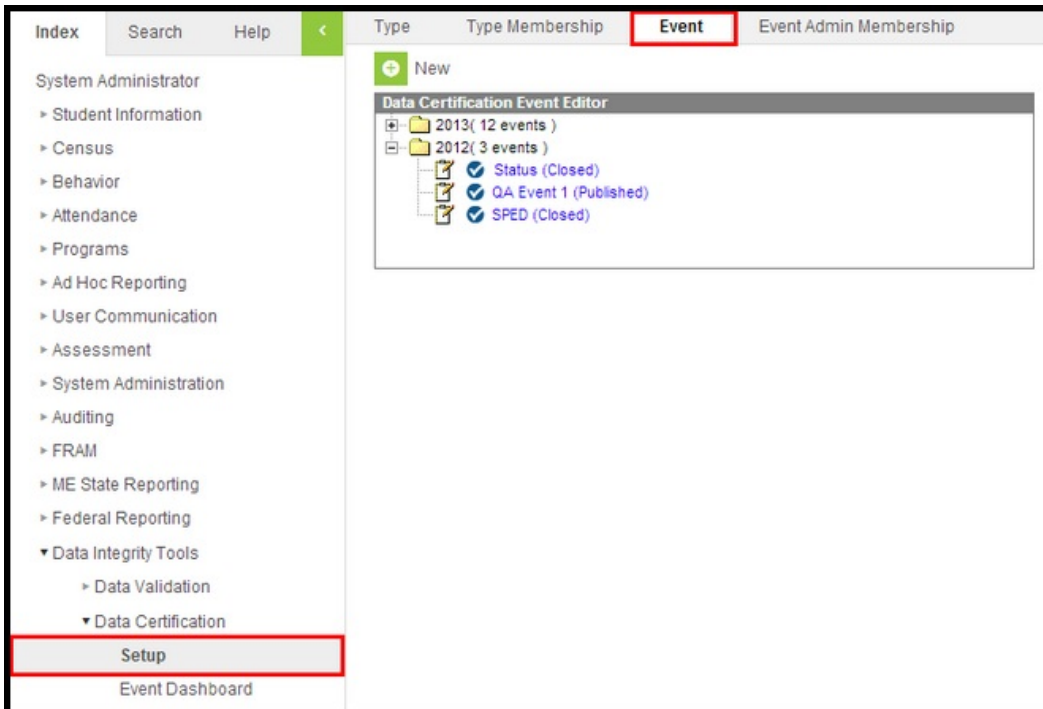 Index Search Help
System Administrator
Student Information
Census
Behavior
Attendance
Programs
Ad Hoc Reporting
User Communication
Assessment
System Administration
Auditing
FRAM
ME State Reporting
Federal Reporting
Data Integrity Tools
Data Validation
Data Certification
Setup
Event Dashboard
Type Type Membership Event Event Admin Membership
New
Data Certification Event Editor
2013( 12 events )
2012( 3 events )
Status (Closed)
QA Event 1 (Published)
SPED (Closed)